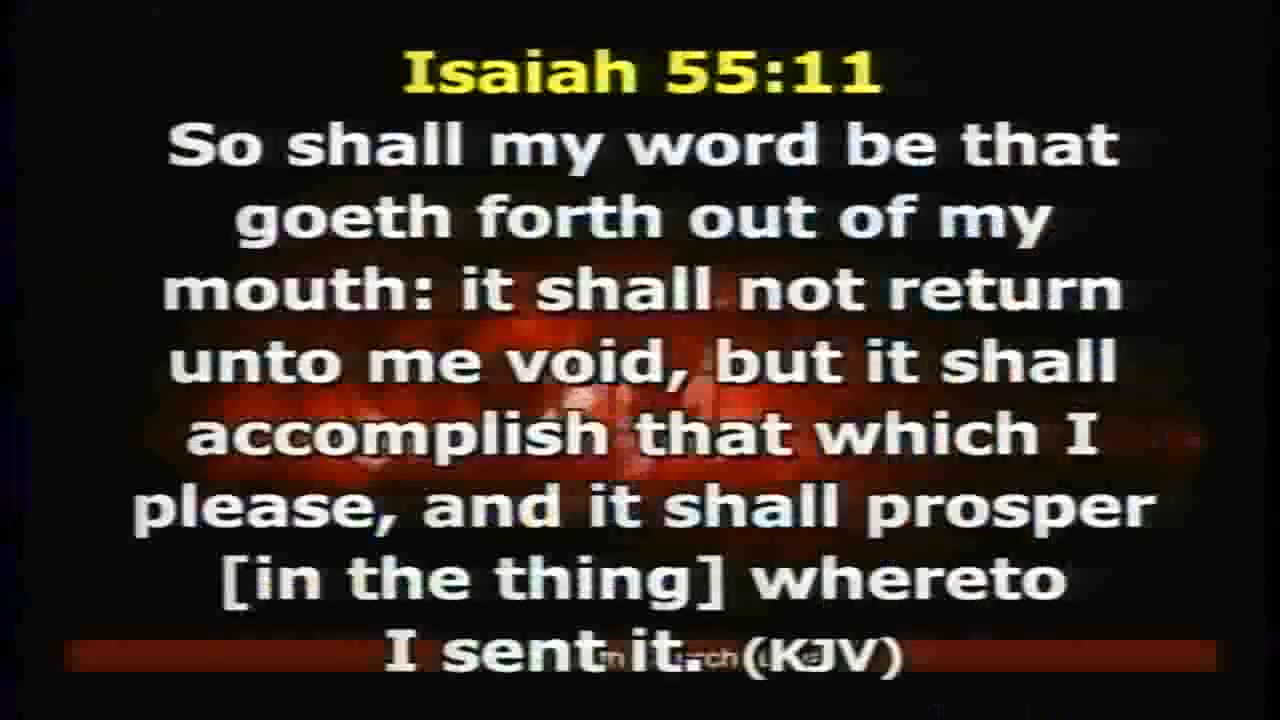 Isaiah 55:11
So shall my word be that
goeth forth out of my
mouth: it shall not return
unto me void, but it shall
accomplish that which I
please, and it shall prosper
[in the thing] whereto
I sent it. (KJV)